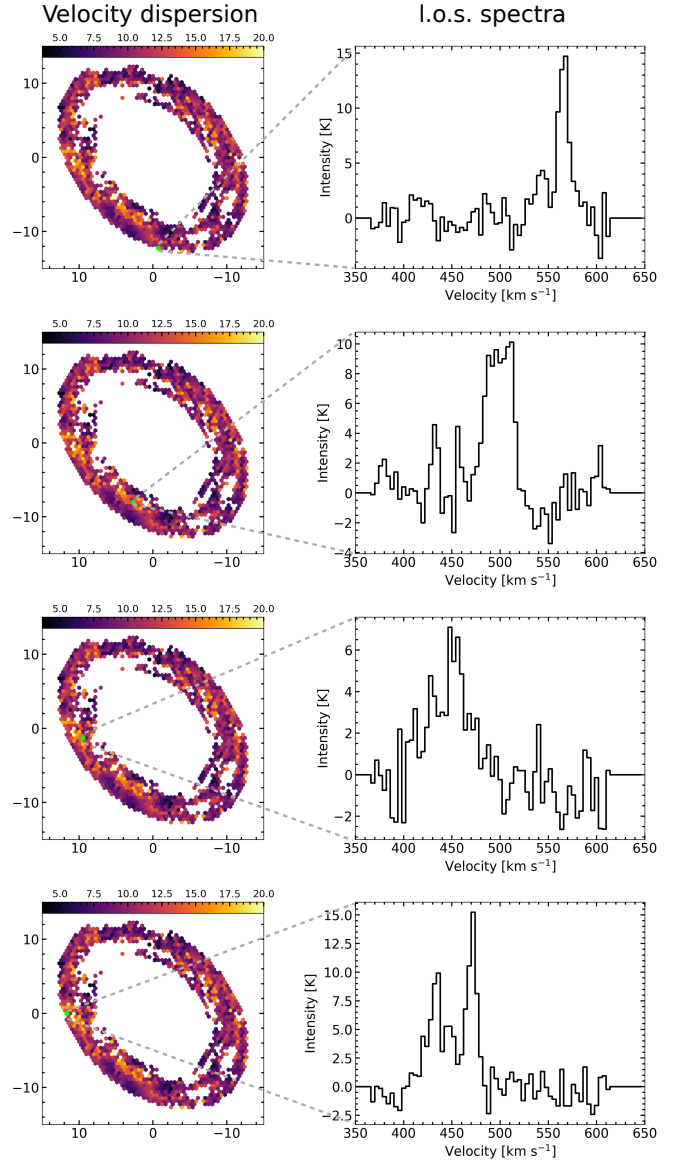 Velocity dispersion
l.o.s. spectra
5.0 7.5 10.0 12.5 15.0 17.5 20.0
10
0
−10
10 0 −10
15
10
5
0
Intensity [K]
350 400 450 500 550 600 650
Velocity [km s⁻¹]
5.0 7.5 10.0 12.5 15.0 17.5 20.0
10
0
−10
10 0 −10
10
8
6
4
2
0
−2
−4
Intensity [K]
350 400 450 500 550 600 650
Velocity [km s⁻¹]
5.0 7.5 10.0 12.5 15.0 17.5 20.0
10
0
−10
10 0 −10
6
4
2
0
−2
Intensity [K]
350 400 450 500 550 600 650
Velocity [km s⁻¹]
5.0 7.5 10.0 12.5 15.0 17.5 20.0
10
0
−10
10 0 −10
15.0
12.5
10.0
7.5
5.0
2.5
0.0
−2.5
Intensity [K]
350 400 450 500 550 600 650
Velocity [km s⁻¹]